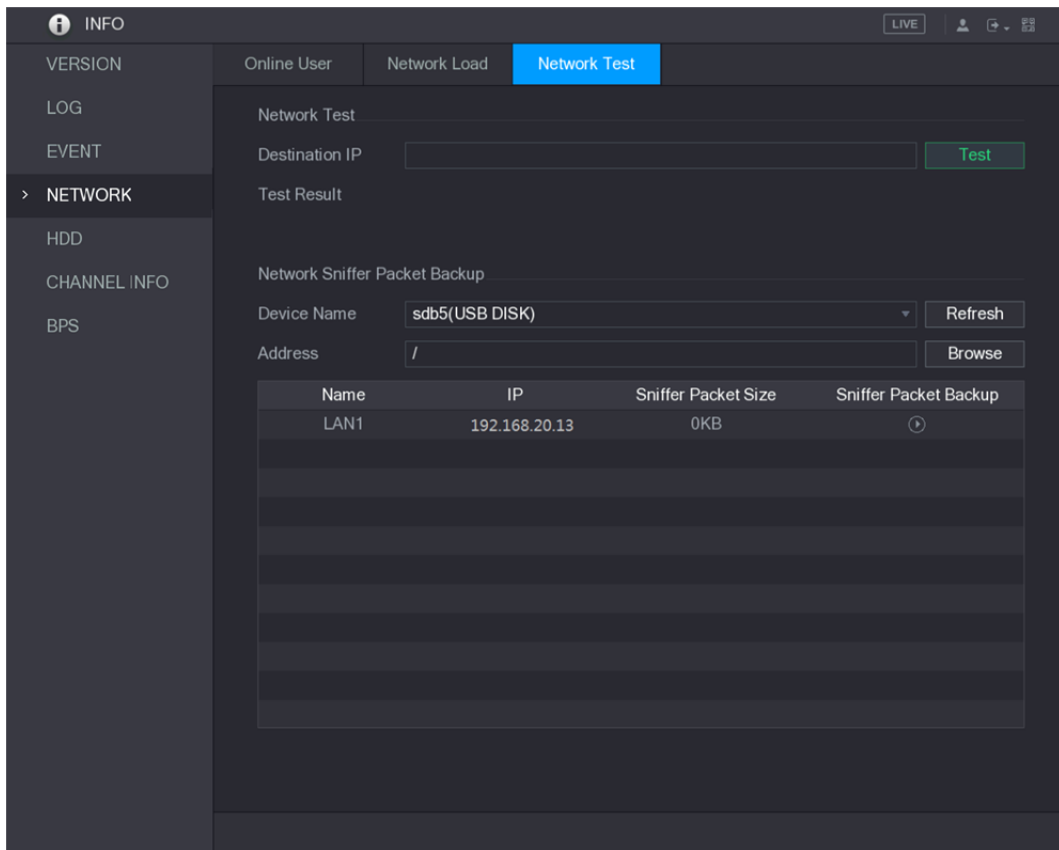 INFO LIVE
VERSION
LOG
EVENT
> NETWORK
HDD
CHANNEL INFO
BPS
Online User Network Load Network Test
Network Test
Destination IP Test
Test Result
Network Sniffer Packet Backup
Device Name sdb5(USB DISK) Refresh
Address / Browse
Name IP Sniffer Packet Size Sniffer Packet Backup
LAN1 192.168.20.13 0KB